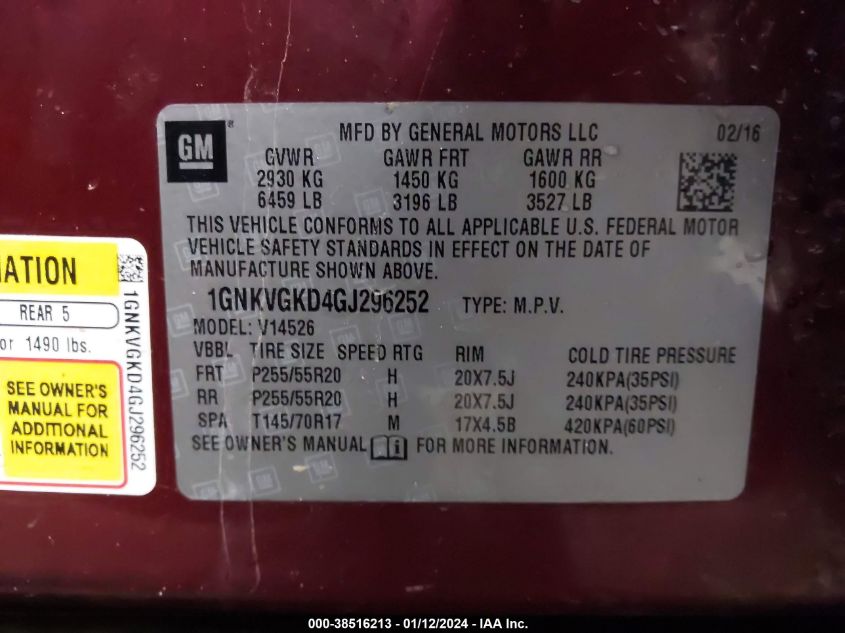 GM
MFD BY GENERAL MOTORS LLC 02/16
GVWR GAWR FRT GAWR RR
2930 KG 1450 KG 1600 KG
6459 LB 3196 LB 3527 LB
THIS VEHICLE CONFORMS TO ALL APPLICABLE U.S. FEDERAL MOTOR
VEHICLE SAFETY STANDARDS IN EFFECT ON THE DATE OF
MANUFACTURE SHOWN ABOVE.
1GNKVGKD4GJ296252 TYPE: M.P.V.
MODEL: V14526
VBBL TIRE SIZE SPEED RTG RIM COLD TIRE PRESSURE
FRT P255/55R20 H 20X7.5J 240KPA(35PSI)
RR P255/55R20 H 20X7.5J 240KPA(35PSI)
SPA T145/70R17 M 17X4.5B 420KPA(60PSI)
SEE OWNER'S MANUAL FOR MORE INFORMATION.
REAR 5
1490 lbs.
SEE OWNER'S
MANUAL FOR
ADDITIONAL
INFORMATION
1GNKVGKD4GJ296252
000-38516213 - 01/12/2024 - IAA Inc.